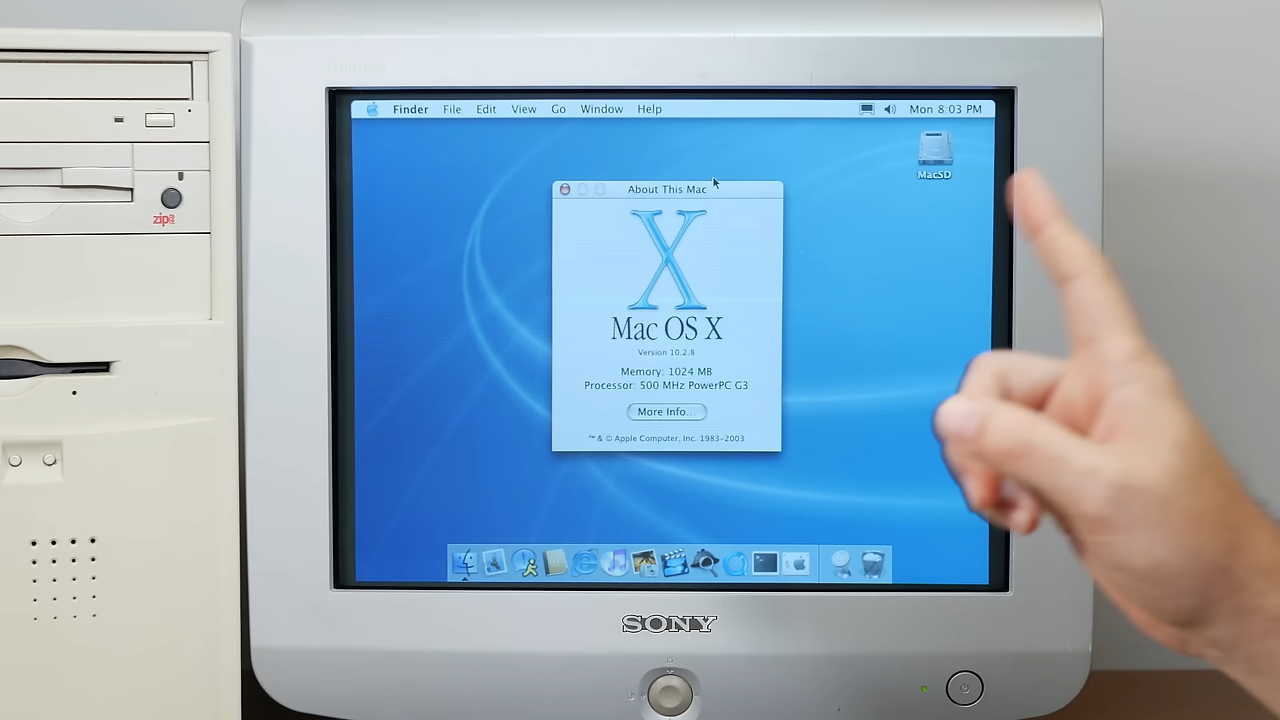 Trinitron
Finder File Edit View Go Window Help Mon 8:03 PM
MacSD
About This Mac
X
Mac OS X
Version 10.2.8
Memory: 1024 MB
Processor: 500 MHz PowerPC G3
More Info...
™ & © Apple Computer, Inc. 1983-2003
zip
SONY